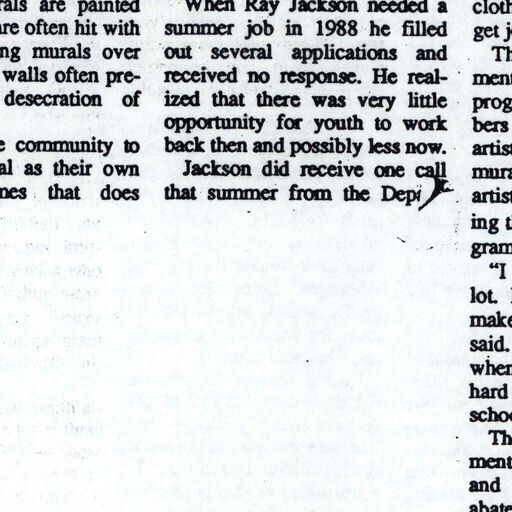 rals are painted
are often hit with
ng murals over
walls often pre-
desecration of
e community to
al as their own
nes that does
When Ray Jackson needed a
summer job in 1988 he filled
out several applications and
received no response. He real-
ized that there was very little
opportunity for youth to work
back then and possibly less now.
Jackson did receive one call
that summer from the Dep
cloth
get j
Th
ment
prog
bers
artist
mura
artist
ing t
gram
“I
lot.
make
said.
when
hard
schoo
Th
ment
and
abate